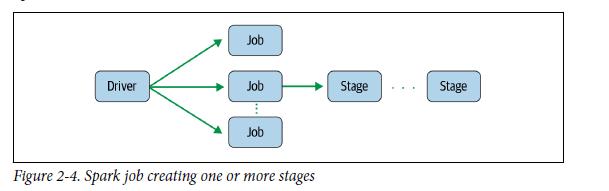 Job
Driver
Job
Stage
Stage
Job
Figure 2-4. Spark job creating one or more stages